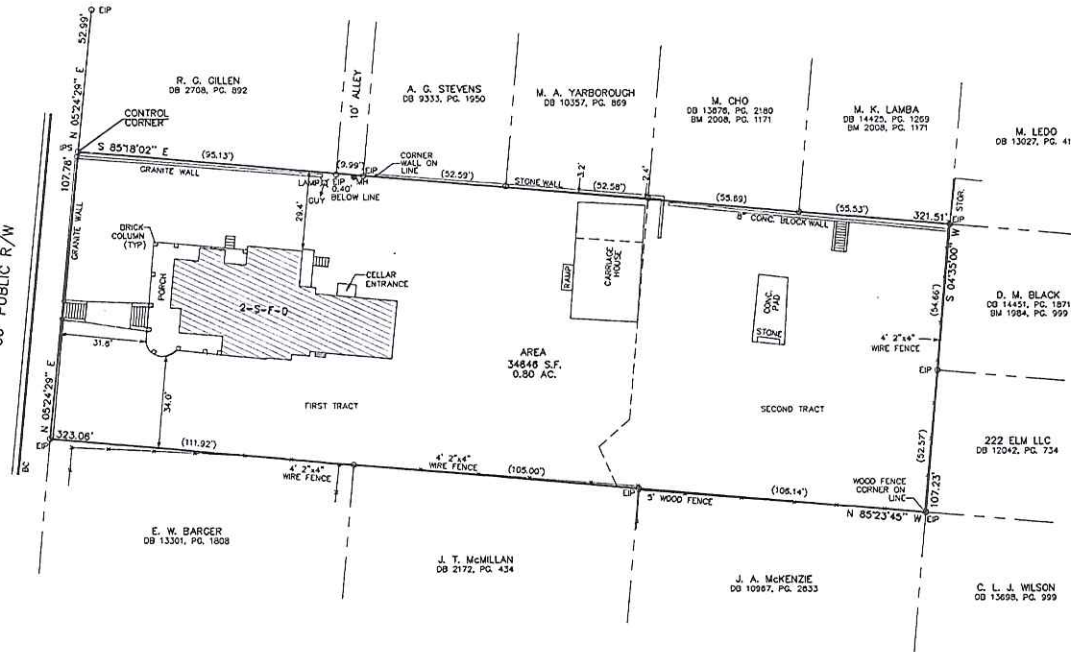 EIP
52.99'
N 05°24'29" E
R. G. GILLEN
DB 2708, PG. 892
10' ALLEY
A. G. STEVENS
DB 9333, PG. 1950
M. A. YARBOROUGH
DB 10357, PG. 869
M. CHO
DB 13876, PG. 2180
BM 2008, PG. 1171
M. K. LAMBA
DB 14425, PG. 1269
BM 2008, PG. 1171
M. LEDO
DB 13027, PG. 41
CONTROL
CORNER
IPS
S 85°18'02" E
(95.13')
GRANITE WALL
(9.99')
EIP
CORNER
WALL ON
LINE
LAMP
EIP
MH
0.40'
BELOW LINE
GUY
(52.59')
STONE WALL
3.2'
(52.58')
2.4'
(55.69)
8" CONC. BLOCK WALL
(55.53')
321.51'
EIP
STOR.
107.78'
GRANITE WALL
PUBLIC R/W
BRICK
COLUMN
(TYP)
29.4'
PORCH
2-S-F-D
CELLAR
ENTRANCE
RAMP
CARRIAGE
HOUSE
CONC.
PAD
STONE
S 04°35'00" W
(54.66')
D. M. BLACK
DB 14451, PG. 1871
BM 1984, PG. 999
4' 2"x4"
WIRE FENCE
31.8'
AREA
34846 S.F.
0.80 AC.
EIP
N 05°24'29" E
34.0'
FIRST TRACT
SECOND TRACT
(52.57')
222 ELM LLC
DB 12042, PG. 734
BC
EIP
323.06'
(111.92')
4' 2"x4"
WIRE FENCE
4' 2"x4"
WIRE FENCE
(105.00')
EIP
5' WOOD FENCE
(106.14')
WOOD FENCE
CORNER ON
LINE
107.23'
N 85°23'45" W
EIP
E. W. BARGER
DB 13301, PG. 1808
J. T. McMILLAN
DB 2172, PG. 434
J. A. McKENZIE
DB 10967, PG. 2833
C. L. J. WILSON
DB 13698, PG. 999